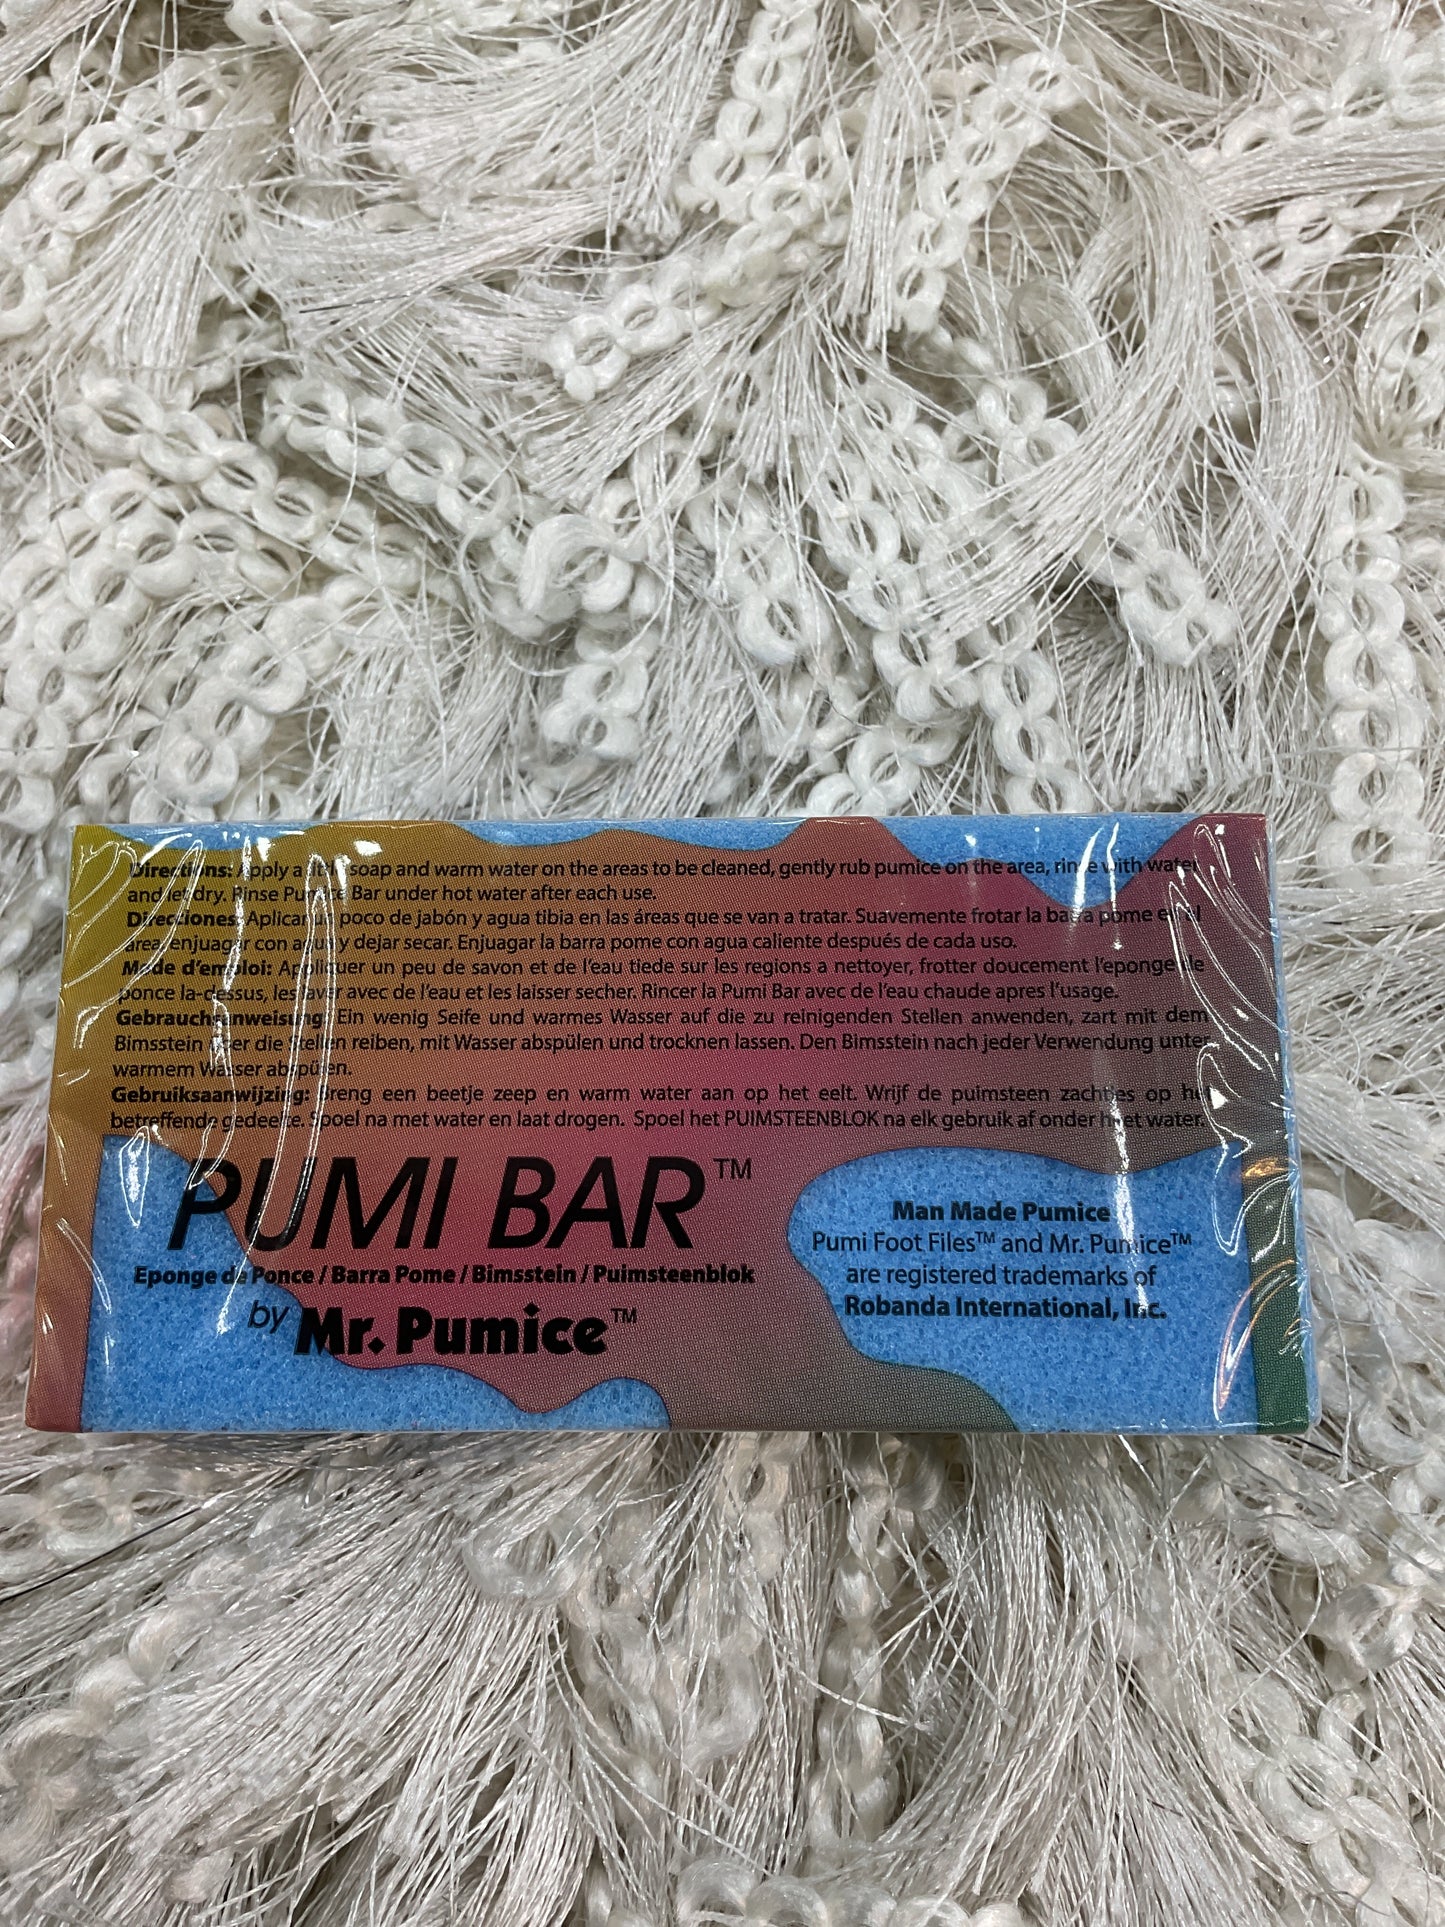 Directions: Apply a little soap and warm water on the areas to be cleaned, gently rub pumice on the area, rinse with water
and let dry. Rinse Pumice Bar under hot water after each use.
Direcciones: Aplicar un poco de jabón y agua tibia en las áreas que se van a tratar. Suavemente frotar la barra pome en el
area, enjuagar con agua y dejar secar. Enjuagar la barra pome con agua caliente después de cada uso.
Mode d'emploi: Appliquer un peu de savon et de l'eau tiede sur les regions a nettoyer, frotter doucement l'eponge de
ponce la-dessus, les laver avec de l'eau et les laisser secher. Rincer la Pumi Bar avec de l'eau chaude apres l'usage.
Gebrauchsanweisung: Ein wenig Seife und warmes Wasser auf die zu reinigenden Stellen anwenden, zart mit dem
Bimsstein über die Stellen reiben, mit Wasser abspülen und trocknen lassen. Den Bimsstein nach jeder Verwendung unter
warmem Wasser abspülen.
Gebruiksaanwijzing: Breng een beetje zeep en warm water aan op het eelt. Wrijf de puimsteen zachtjes op het
betreffende gedeelte. Spoel na met water en laat drogen. Spoel het PUIMSTEENBLOK na elk gebruik af onder heet water.
PUMI BAR™
Eponge de Ponce / Barra Pome / Bimsstein / Puimsteenblok
by Mr. Pumice™
Man Made Pumice
Pumi Foot Files™ and Mr. Pumice™
are registered trademarks of
Robanda International, Inc.